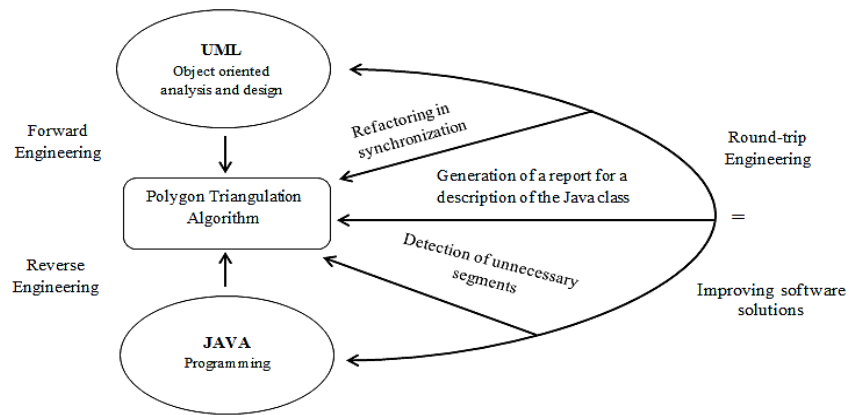 UML
Object oriented
analysis and design
Forward
Engineering
Refactoring in
synchronization
Round-trip
Engineering
Generation of a report for a
description of the Java class
Polygon Triangulation
Algorithm
=
Reverse
Engineering
Detection of unnecessary
segments
Improving software
solutions
JAVA
Programming